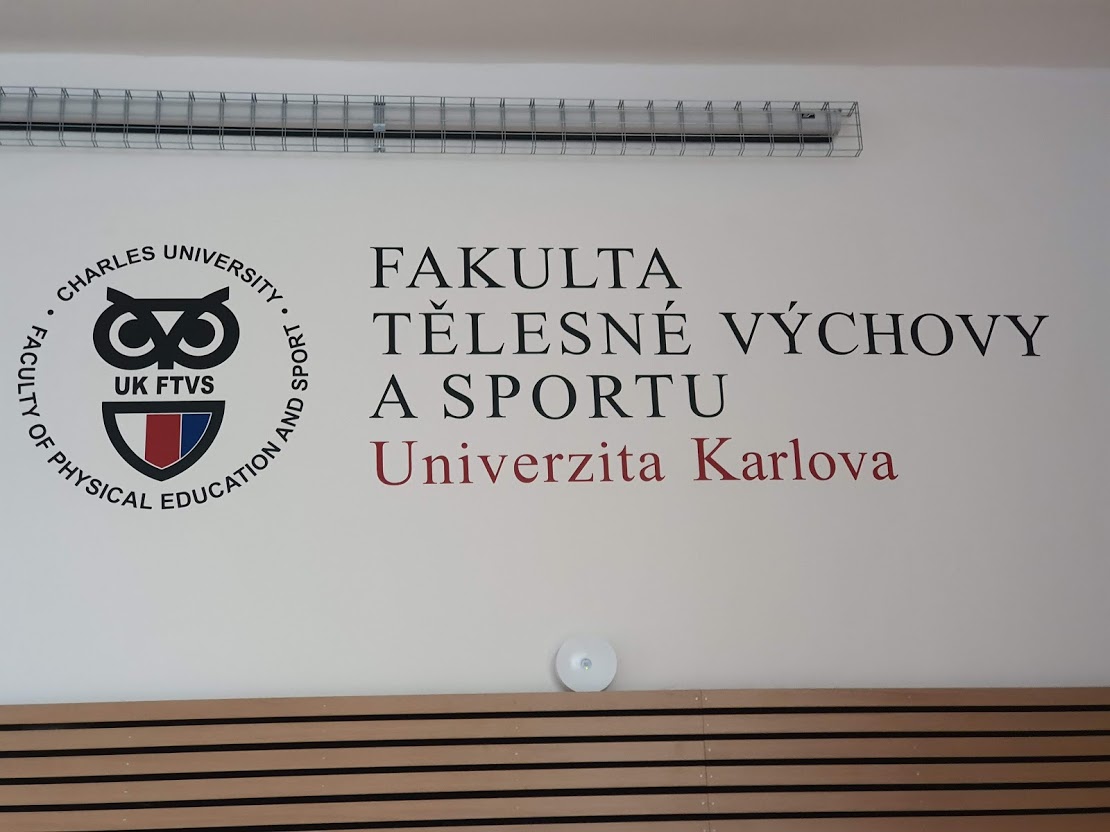 CHARLES UNIVERSITY •
FACULTY OF PHYSICAL EDUCATION AND SPORT •
UK FTVS
FAKULTA
TĚLESNÉ VÝCHOVY
A SPORTU
Univerzita Karlova